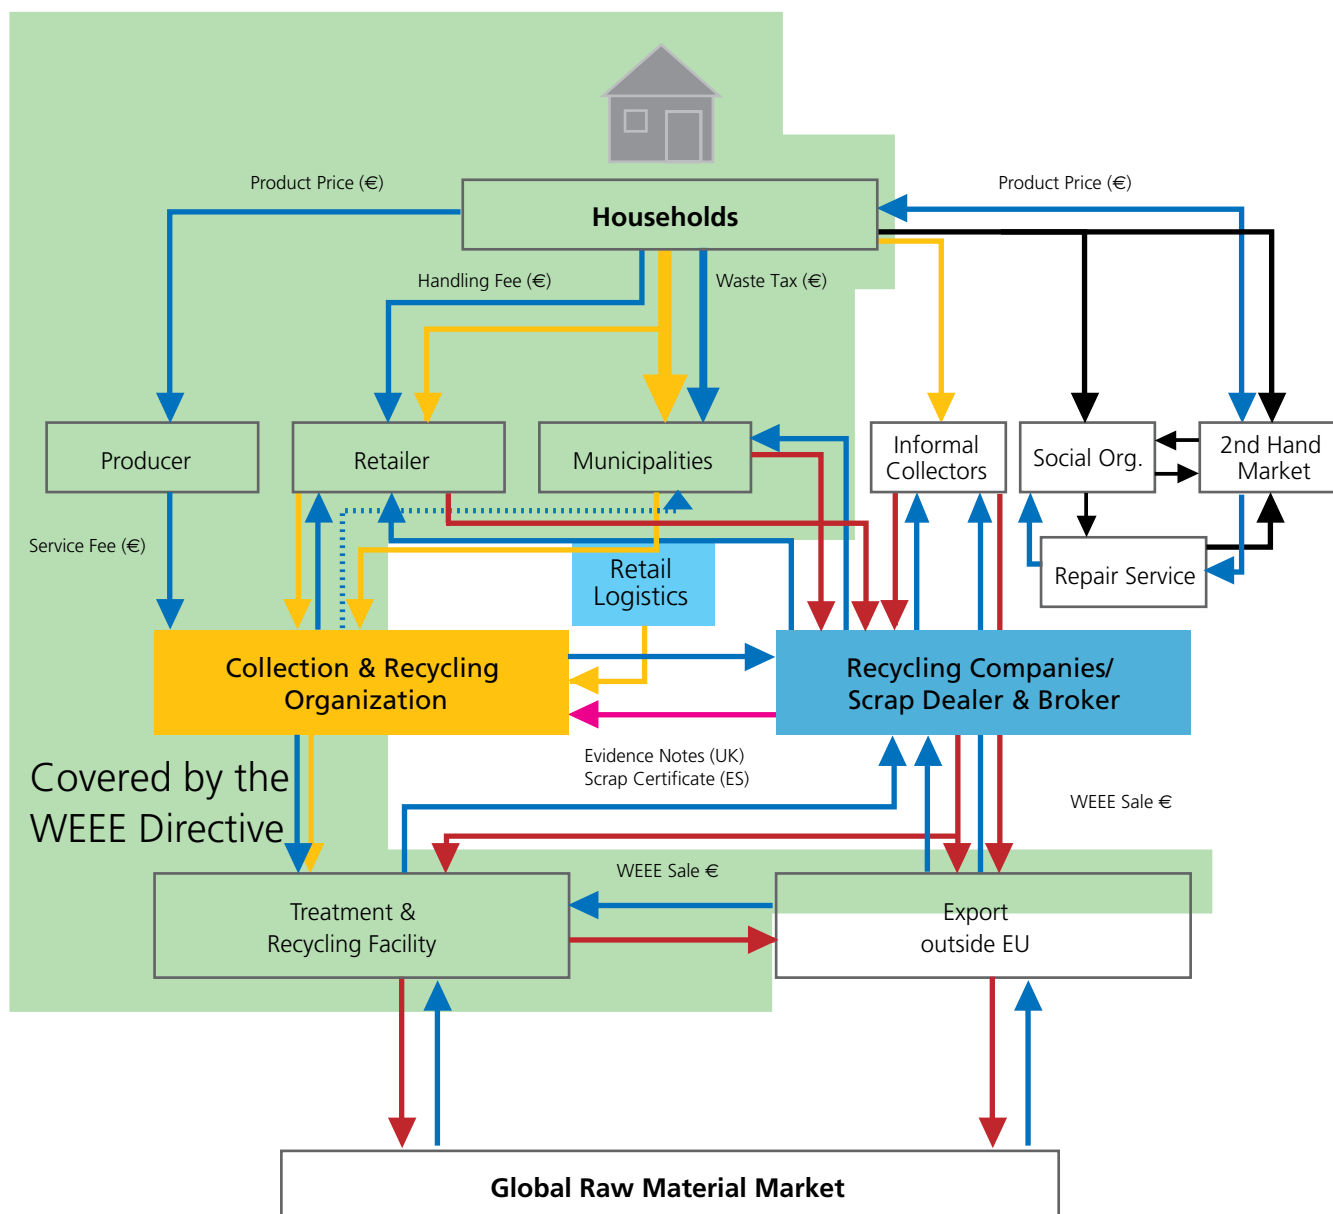 Product Price (€)
Product Price (€)
Households
Handling Fee (€)
Waste Tax (€)
Producer
Retailer
Municipalities
Informal
Collectors
Social Org.
2nd Hand
Market
Service Fee (€)
Retail
Logistics
Repair Service
Collection & Recycling
Organization
Recycling Companies/
Scrap Dealer & Broker
Evidence Notes (UK)
Scrap Certificate (ES)
Covered by the
WEEE Directive
WEEE Sale €
WEEE Sale €
Treatment &
Recycling Facility
Export
outside EU
Global Raw Material Market